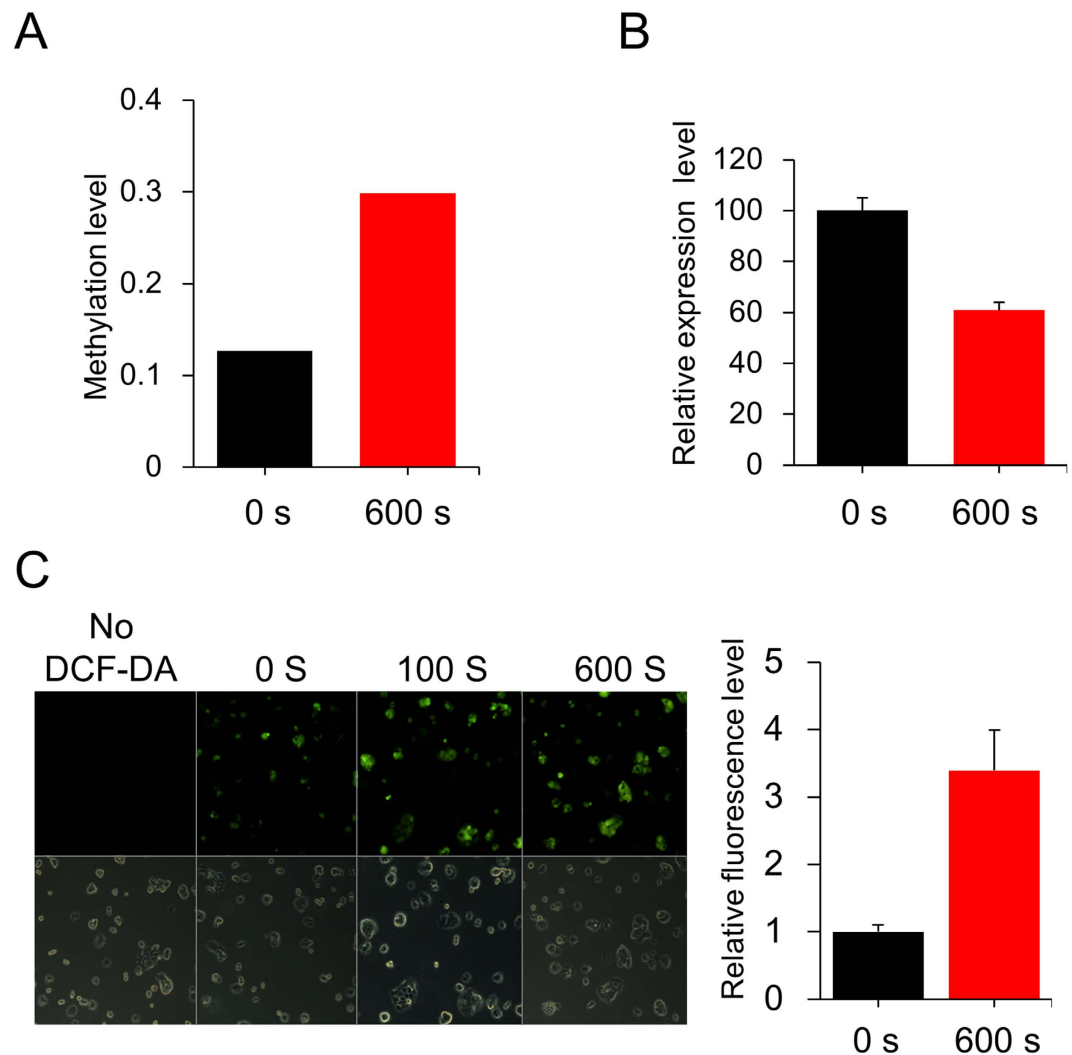 A
B
Methylation level
0.4
0.3
0.2
0.1
0
0 s 600 s
Relative expression level
120
100
80
60
40
20
0
0 s 600 s
C
No
DCF-DA 0 S 100 S 600 S
Relative fluorescence level
5
4
3
2
1
0
0 s 600 s